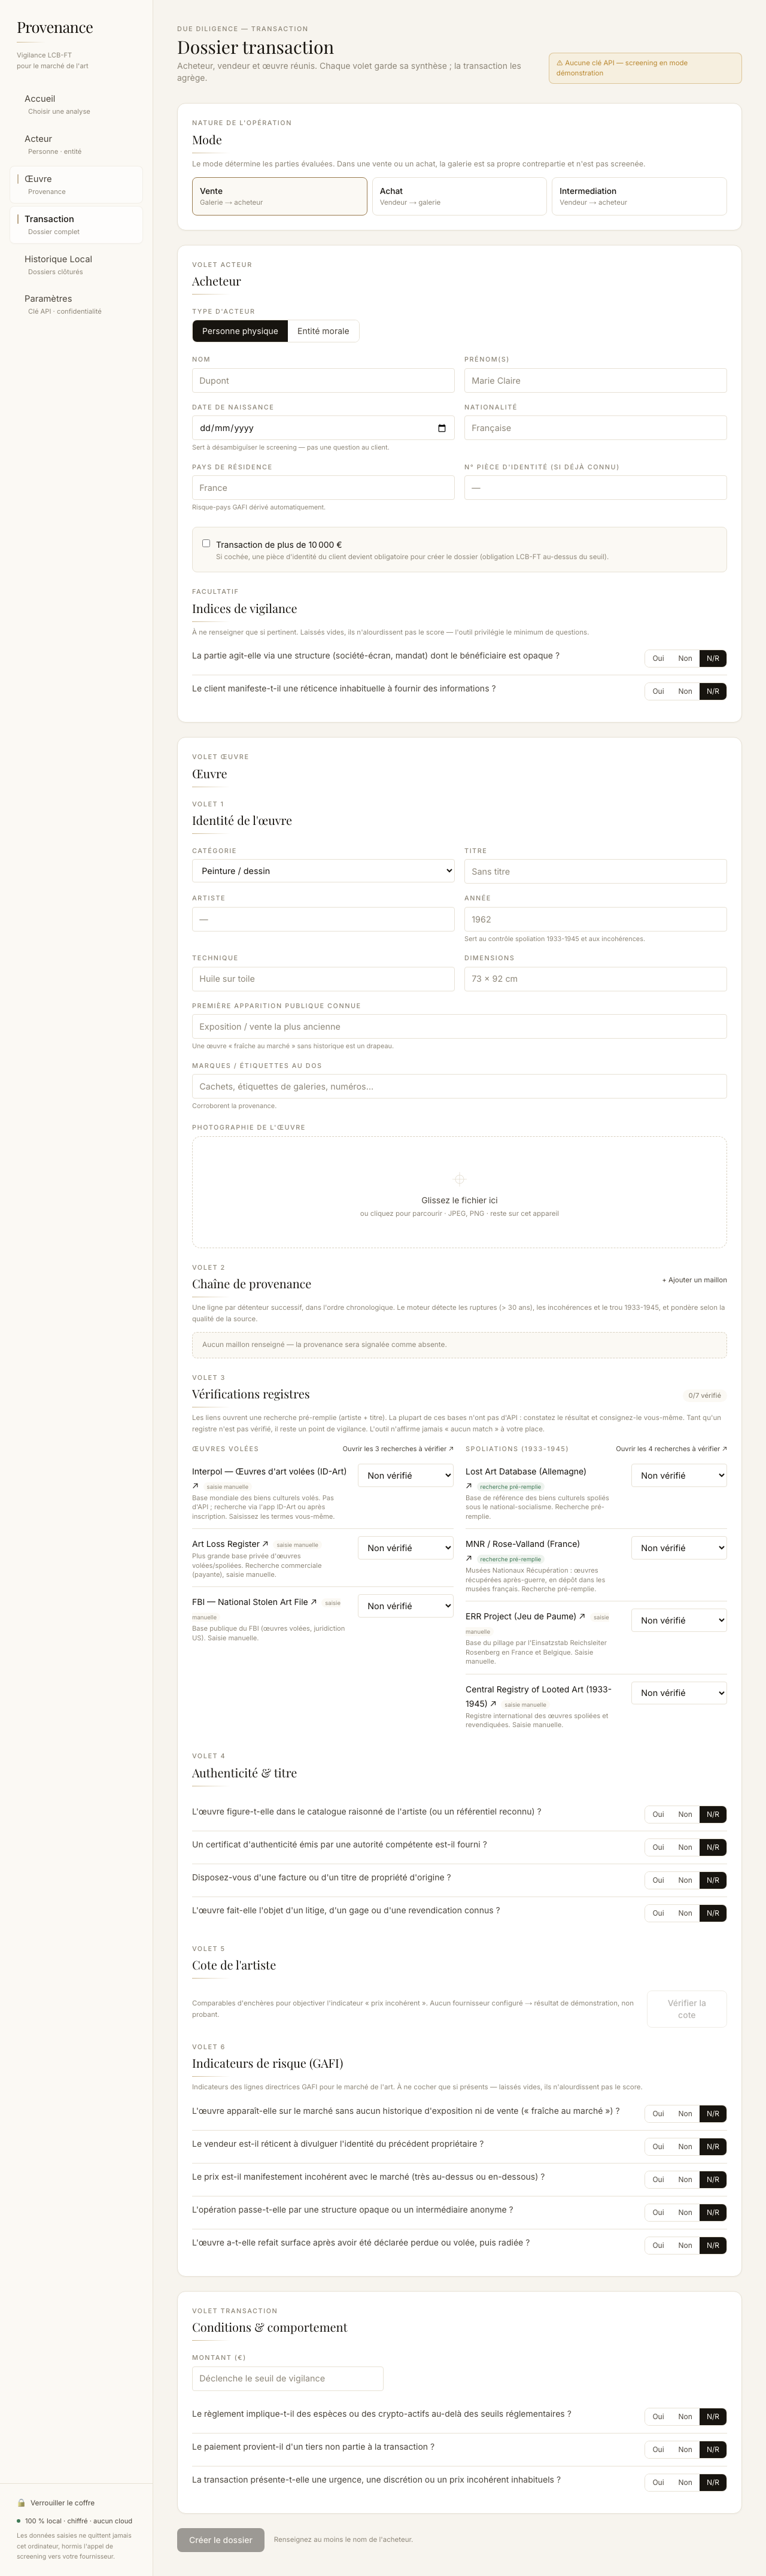 Provenance
Vigilance LCB-FT
pour le marché de l'art
Accueil
Choisir une analyse
Acteur
Personne · entité
Œuvre
Provenance
Transaction
Dossier complet
Historique Local
Dossiers clôturés
Paramètres
Clé API · confidentialité
DUE DILIGENCE — TRANSACTION
Dossier transaction
Acheteur, vendeur et œuvre réunis. Chaque volet garde sa synthèse ; la transaction les
agrège.
⚠ Aucune clé API — screening en mode
démonstration
NATURE DE L'OPÉRATION
Mode
Le mode détermine les parties évaluées. Dans une vente ou un achat, la galerie est sa propre contrepartie et n'est pas screenée.
Vente
Galerie → acheteur
Achat
Vendeur → galerie
Intermediation
Vendeur → acheteur
VOLET ACTEUR
Acheteur
TYPE D'ACTEUR
Personne physique
Entité morale
NOM
PRÉNOM(S)
Dupont
Marie Claire
DATE DE NAISSANCE
NATIONALITÉ
dd/mm/yyyy
Française
Sert à désambiguïser le screening — pas une question au client.
PAYS DE RÉSIDENCE
N° PIÈCE D'IDENTITÉ (SI DÉJÀ CONNU)
France
—
Risque-pays GAFI dérivé automatiquement.
Transaction de plus de 10 000 €
Si cochée, une pièce d'identité du client devient obligatoire pour créer le dossier (obligation LCB-FT au-dessus du seuil).
FACULTATIF
Indices de vigilance
À ne renseigner que si pertinent. Laissés vides, ils n'alourdissent pas le score — l'outil privilégie le minimum de questions.
La partie agit-elle via une structure (société-écran, mandat) dont le bénéficiaire est opaque ?
Oui Non N/R
Le client manifeste-t-il une réticence inhabituelle à fournir des informations ?
Oui Non N/R
VOLET ŒUVRE
Œuvre
VOLET 1
Identité de l'œuvre
CATÉGORIE
TITRE
Peinture / dessin
Sans titre
ARTISTE
ANNÉE
—
1962
Sert au contrôle spoliation 1933-1945 et aux incohérences.
TECHNIQUE
DIMENSIONS
Huile sur toile
73 × 92 cm
PREMIÈRE APPARITION PUBLIQUE CONNUE
Exposition / vente la plus ancienne
Une œuvre « fraîche au marché » sans historique est un drapeau.
MARQUES / ÉTIQUETTES AU DOS
Cachets, étiquettes de galeries, numéros…
Corroborent la provenance.
PHOTOGRAPHIE DE L'ŒUVRE
Glissez le fichier ici
ou cliquez pour parcourir · JPEG, PNG · reste sur cet appareil
VOLET 2
Chaîne de provenance
+ Ajouter un maillon
Une ligne par détenteur successif, dans l'ordre chronologique. Le moteur détecte les ruptures (> 30 ans), les incohérences et le trou 1933-1945, et pondère selon la
qualité de la source.
Aucun maillon renseigné — la provenance sera signalée comme absente.
VOLET 3
Vérifications registres
0/7 vérifié
Les liens ouvrent une recherche pré-remplie (artiste + titre). La plupart de ces bases n'ont pas d'API : constatez le résultat et consignez-le vous-même. Tant qu'un
registre n'est pas vérifié, il reste un point de vigilance. L'outil n'affirme jamais « aucun match » à votre place.
ŒUVRES VOLÉES
Ouvrir les 3 recherches à vérifier ↗
Interpol — Œuvres d'art volées (ID-Art)
↗ saisie manuelle
Non vérifié
Base mondiale des biens culturels volés. Pas
d'API ; recherche via l'app ID-Art ou après
inscription. Saisissez les termes vous-même.
Art Loss Register ↗ saisie manuelle
Non vérifié
Plus grande base privée d'œuvres
volées/spoliées. Recherche commerciale
(payante), saisie manuelle.
FBI — National Stolen Art File ↗ saisie
manuelle
Non vérifié
Base publique du FBI (œuvres volées, juridiction
US). Saisie manuelle.
SPOLIATIONS (1933-1945)
Ouvrir les 4 recherches à vérifier ↗
Lost Art Database (Allemagne)
↗ recherche pré-remplie
Non vérifié
Base de référence des biens culturels spoliés
sous le national-socialisme. Recherche pré-
remplie.
MNR / Rose-Valland (France)
↗ recherche pré-remplie
Non vérifié
Musées Nationaux Récupération : œuvres
récupérées après-guerre, en dépôt dans les
musées français. Recherche pré-remplie.
ERR Project (Jeu de Paume) ↗ saisie
manuelle
Non vérifié
Base du pillage par l'Einsatzstab Reichsleiter
Rosenberg en France et Belgique. Saisie
manuelle.
Central Registry of Looted Art (1933-
1945) ↗ saisie manuelle
Non vérifié
Registre international des œuvres spoliées et
revendiquées. Saisie manuelle.
VOLET 4
Authenticité & titre
L'œuvre figure-t-elle dans le catalogue raisonné de l'artiste (ou un référentiel reconnu) ?
Oui Non N/R
Un certificat d'authenticité émis par une autorité compétente est-il fourni ?
Oui Non N/R
Disposez-vous d'une facture ou d'un titre de propriété d'origine ?
Oui Non N/R
L'œuvre fait-elle l'objet d'un litige, d'un gage ou d'une revendication connus ?
Oui Non N/R
VOLET 5
Cote de l'artiste
Comparables d'enchères pour objectiver l'indicateur « prix incohérent ». Aucun fournisseur configuré → résultat de démonstration, non
probant.
Vérifier la
cote
VOLET 6
Indicateurs de risque (GAFI)
Indicateurs des lignes directrices GAFI pour le marché de l'art. À ne cocher que si présents — laissés vides, ils n'alourdissent pas le score.
L'œuvre apparaît-elle sur le marché sans aucun historique d'exposition ni de vente (« fraîche au marché ») ?
Oui Non N/R
Le vendeur est-il réticent à divulguer l'identité du précédent propriétaire ?
Oui Non N/R
Le prix est-il manifestement incohérent avec le marché (très au-dessus ou en-dessous) ?
Oui Non N/R
L'opération passe-t-elle par une structure opaque ou un intermédiaire anonyme ?
Oui Non N/R
L'œuvre a-t-elle refait surface après avoir été déclarée perdue ou volée, puis radiée ?
Oui Non N/R
VOLET TRANSACTION
Conditions & comportement
MONTANT (€)
Déclenche le seuil de vigilance
Le règlement implique-t-il des espèces ou des crypto-actifs au-delà des seuils réglementaires ?
Oui Non N/R
Le paiement provient-il d'un tiers non partie à la transaction ?
Oui Non N/R
La transaction présente-t-elle une urgence, une discrétion ou un prix incohérent inhabituels ?
Oui Non N/R
Créer le dossier
Renseignez au moins le nom de l'acheteur.
Verrouiller le coffre
100 % local · chiffré · aucun cloud
Les données saisies ne quittent jamais
cet ordinateur, hormis l'appel de
screening vers votre fournisseur.